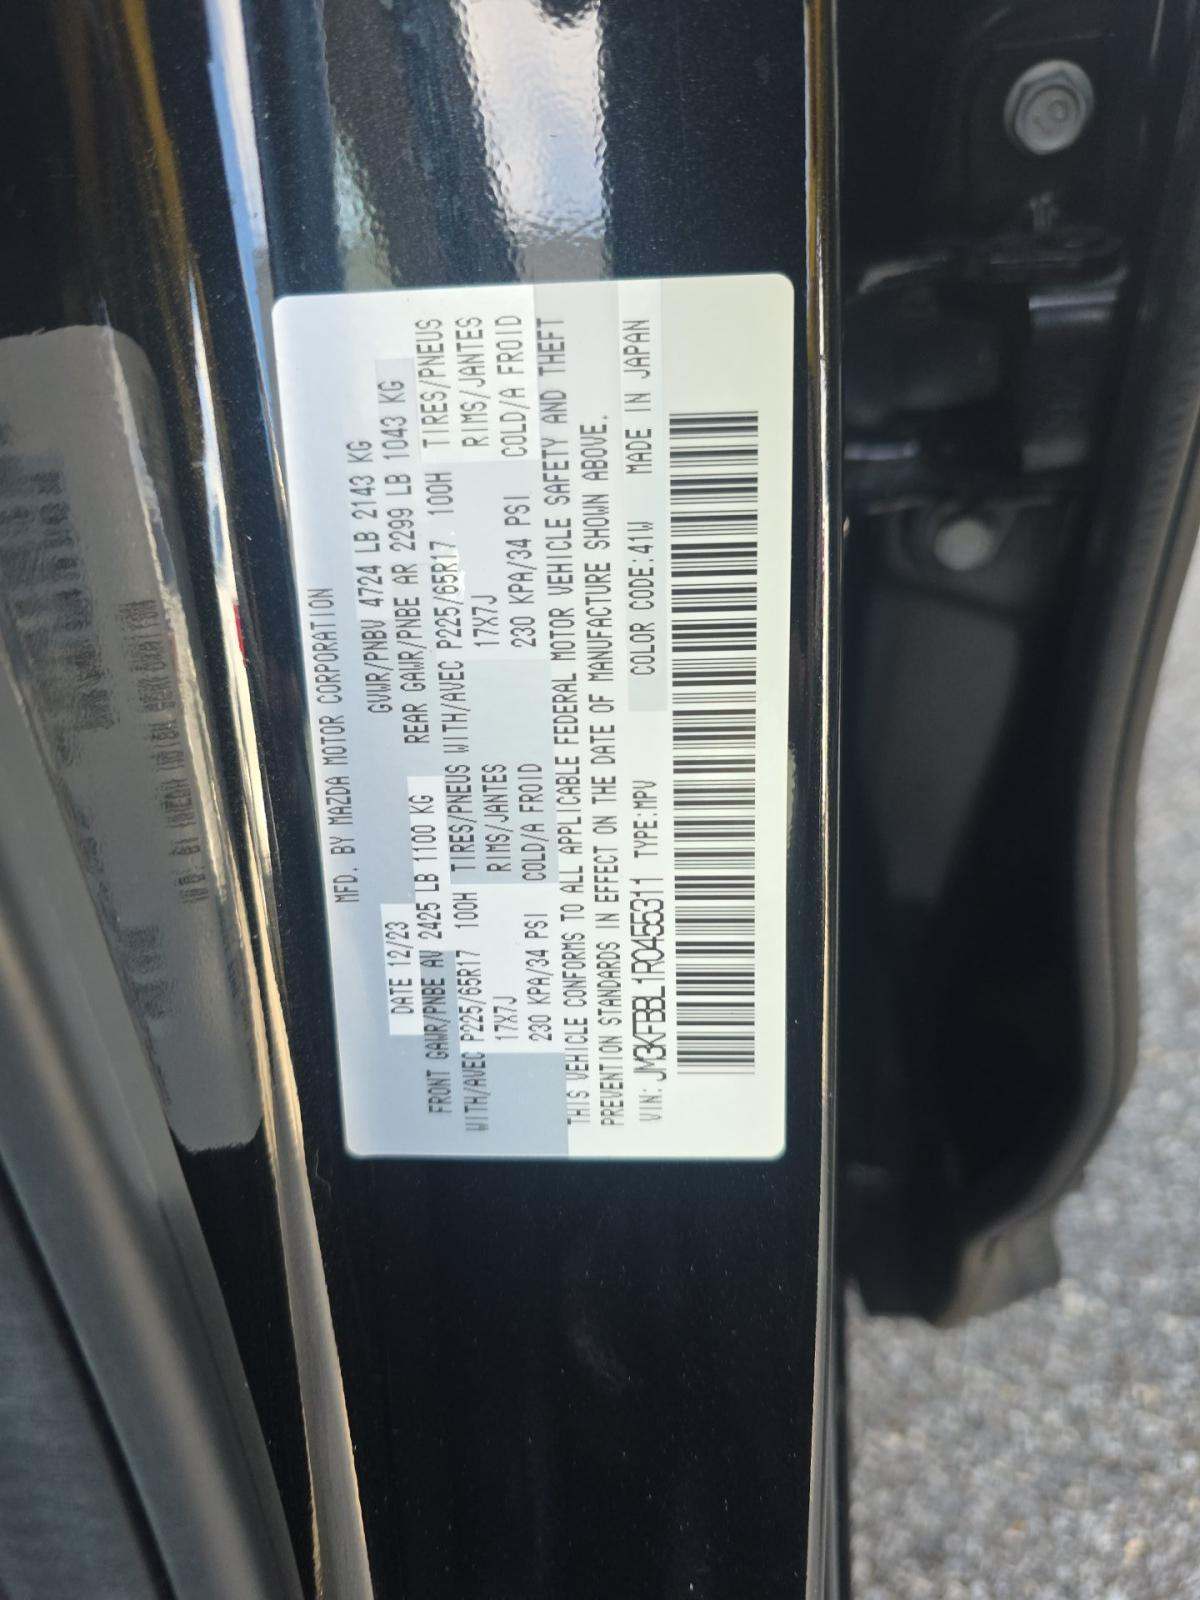 MFD. BY MAZDA MOTOR CORPORATION
DATE 12/23 GVWR/PNBV 4724 LB 2143 KG
FRONT GAWR/PNBE AV 2425 LB 1100 KG REAR GAWR/PNBE AR 2299 LB 1043 KG
WITH/AVEC P225/65R17 100H TIRES/PNEUS WITH/AVEC P225/65R17 100H TIRES/PNEUS
17X7J RIMS/JANTES 17X7J RIMS/JANTES
230 KPA/34 PSI COLD/A FROID 230 KPA/34 PSI COLD/A FROID
THIS VEHICLE CONFORMS TO ALL APPLICABLE FEDERAL MOTOR VEHICLE SAFETY AND THEFT
PREVENTION STANDARDS IN EFFECT ON THE DATE OF MANUFACTURE SHOWN ABOVE.
VIN: JM3KFBBL1R0455311 TYPE:MPV COLOR CODE:41W MADE IN JAPAN